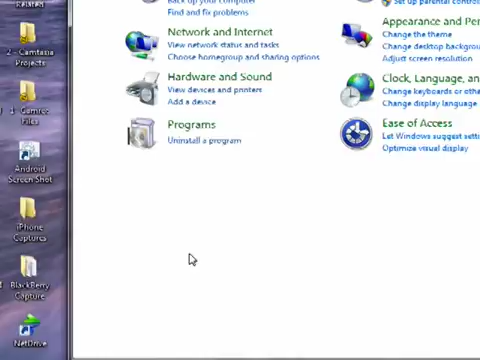 Related
2 - Camtasia
Projects
Files
Android
Screen Shot
iPhone
Captures
BlackBerry
Capture
NetDrive
Back up your computer
Find and fix problems
Network and Internet
View network status and tasks
Choose homegroup and sharing options
Hardware and Sound
View devices and printers
Add a device
Programs
Uninstall a program
Set up parental contro
Appearance and Per
Change the theme
Change desktop backgrou
Adjust screen resolution
Clock, Language, an
Change keyboards or othe
Change display language
Ease of Access
Let Windows suggest setti
Optimize visual display